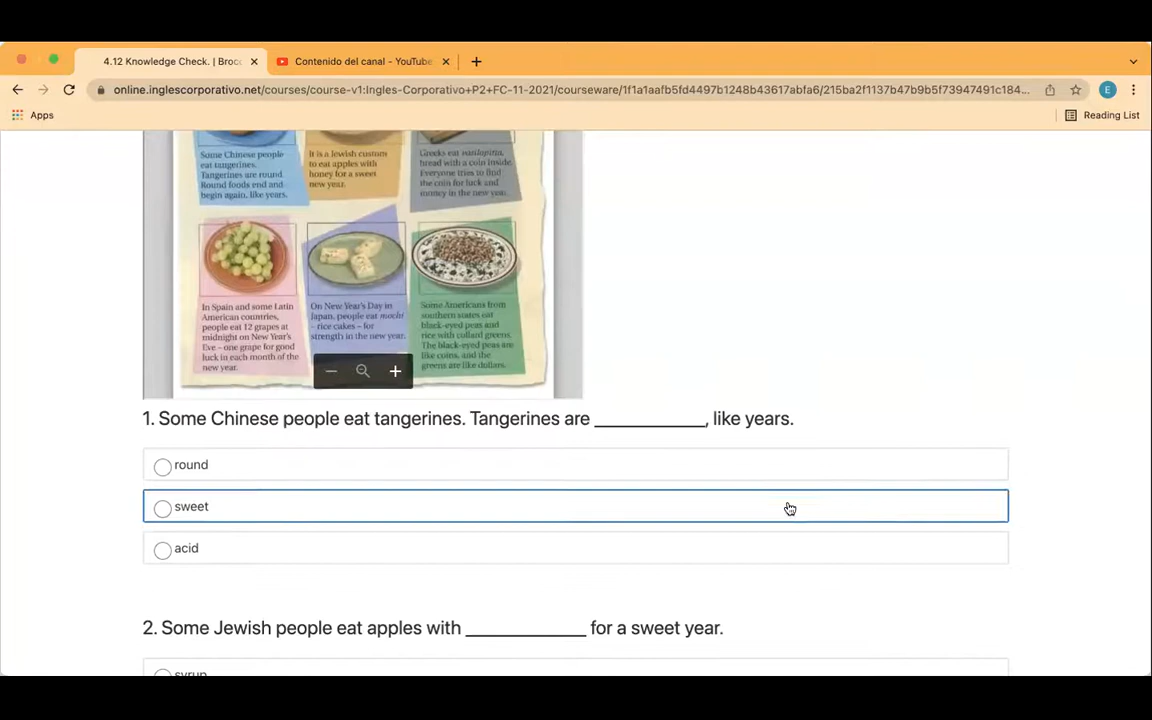 4.12 Knowledge Check. | Broc
Contenido del canal - YouTube
online.inglescorporativo.net/courses/course-v1:Ingles-Corporativo+P2+FC-11-2021/courseware/1f1a1aafb5fd4497b1248b43617abfa6/215ba2f1137b47b9b5f73947491c184...
E
Apps
Reading List
Some Chinese people
eat tangerines.
Tangerines are round.
Round foods end and
begin again, like years.
It is a Jewish custom
to eat apples with
honey for a sweet
new year.
Greeks eat vasilopitta,
bread with a coin inside.
Everyone tries to find
the coin for luck and
money in the new year.
In Spain and some Latin
American countries,
people eat 12 grapes at
midnight on New Year's
Eve – one grape for good
luck in each month of the
new year.
On New Year's Day in
Japan, people eat mochi
– rice cakes – for
strength in the new year.
Some Americans from
southern states eat
black-eyed peas and
rice with collard greens.
The black-eyed peas are
like coins, and the
greens are like dollars.
1. Some Chinese people eat tangerines. Tangerines are ____________, like years.
round
sweet
acid
2. Some Jewish people eat apples with _____________ for a sweet year.
syrup